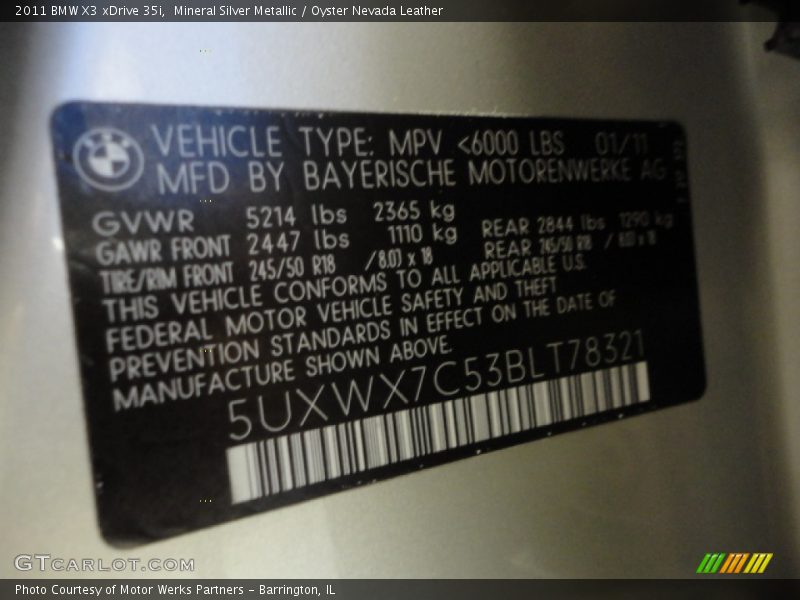 2011 BMW X3 xDrive 35i, Mineral Silver Metallic / Oyster Nevada Leather
VEHICLE TYPE: MPV <6000 LBS 01/11
MFD BY BAYERISCHE MOTORENWERKE AG
GVWR 5214 lbs 2365 kg
GAWR FRONT 2447 lbs 1110 kg REAR 2844 lbs 1290 kg
TIRE/RIM FRONT 245/50 R18 /8.0J x 18 REAR 245/50 R18 / 8.0J x 18
THIS VEHICLE CONFORMS TO ALL APPLICABLE U.S.
FEDERAL MOTOR VEHICLE SAFETY AND THEFT
PREVENTION STANDARDS IN EFFECT ON THE DATE OF
MANUFACTURE SHOWN ABOVE.
5UXWX7C53BLT78321
GTCARLOT.COM
Photo Courtesy of Motor Werks Partners - Barrington, IL